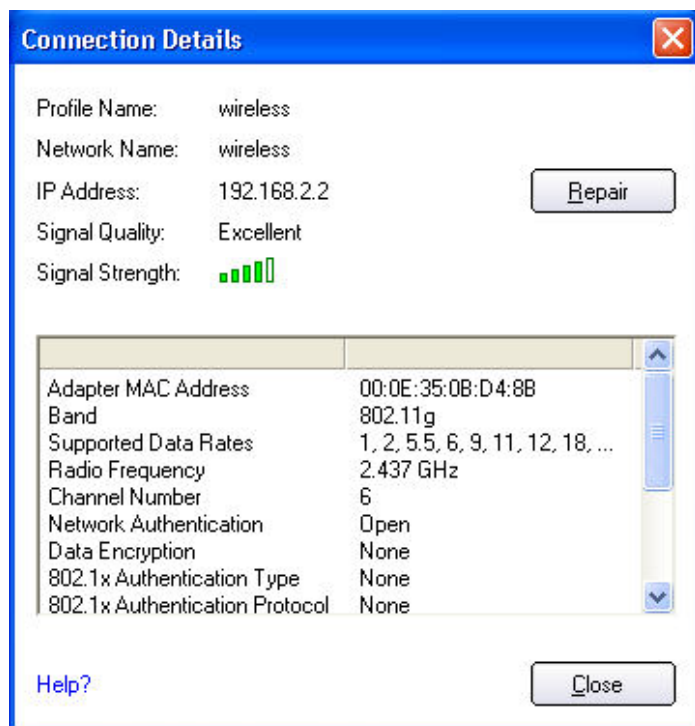 Connection Details
Profile Name: wireless
Network Name: wireless
IP Address: 192.168.2.2
Repair
Signal Quality: Excellent
Signal Strength:
Adapter MAC Address 00:0E:35:0B:D4:8B
Band 802.11g
Supported Data Rates 1, 2, 5.5, 6, 9, 11, 12, 18, ...
Radio Frequency 2.437 GHz
Channel Number 6
Network Authentication Open
Data Encryption None
802.1x Authentication Type None
802.1x Authentication Protocol None
Help?
Close